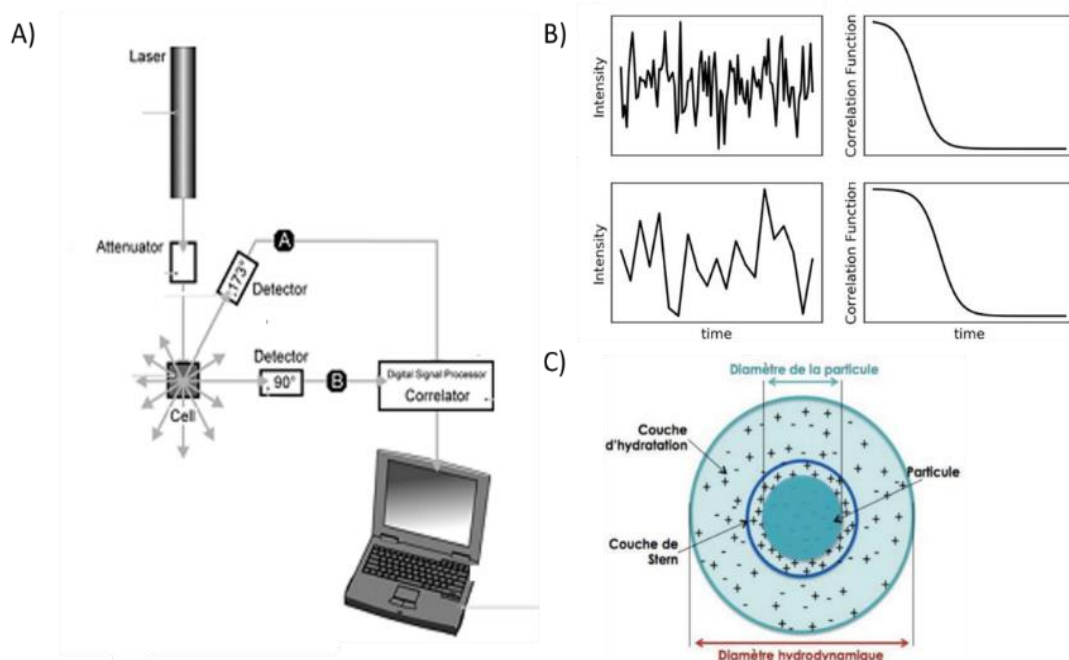 A)
Laser
Attenuator
A
173°
Detector
Detector
90°
B
Digital Signal Processor
Correlator
Cell
B)
Intensity
Correlation Function
Intensity
Correlation Function
time
time
C)
Diamètre de la particule
Couche
d'hydratation
Particule
Couche de
Stern
Diamètre hydrodynamique